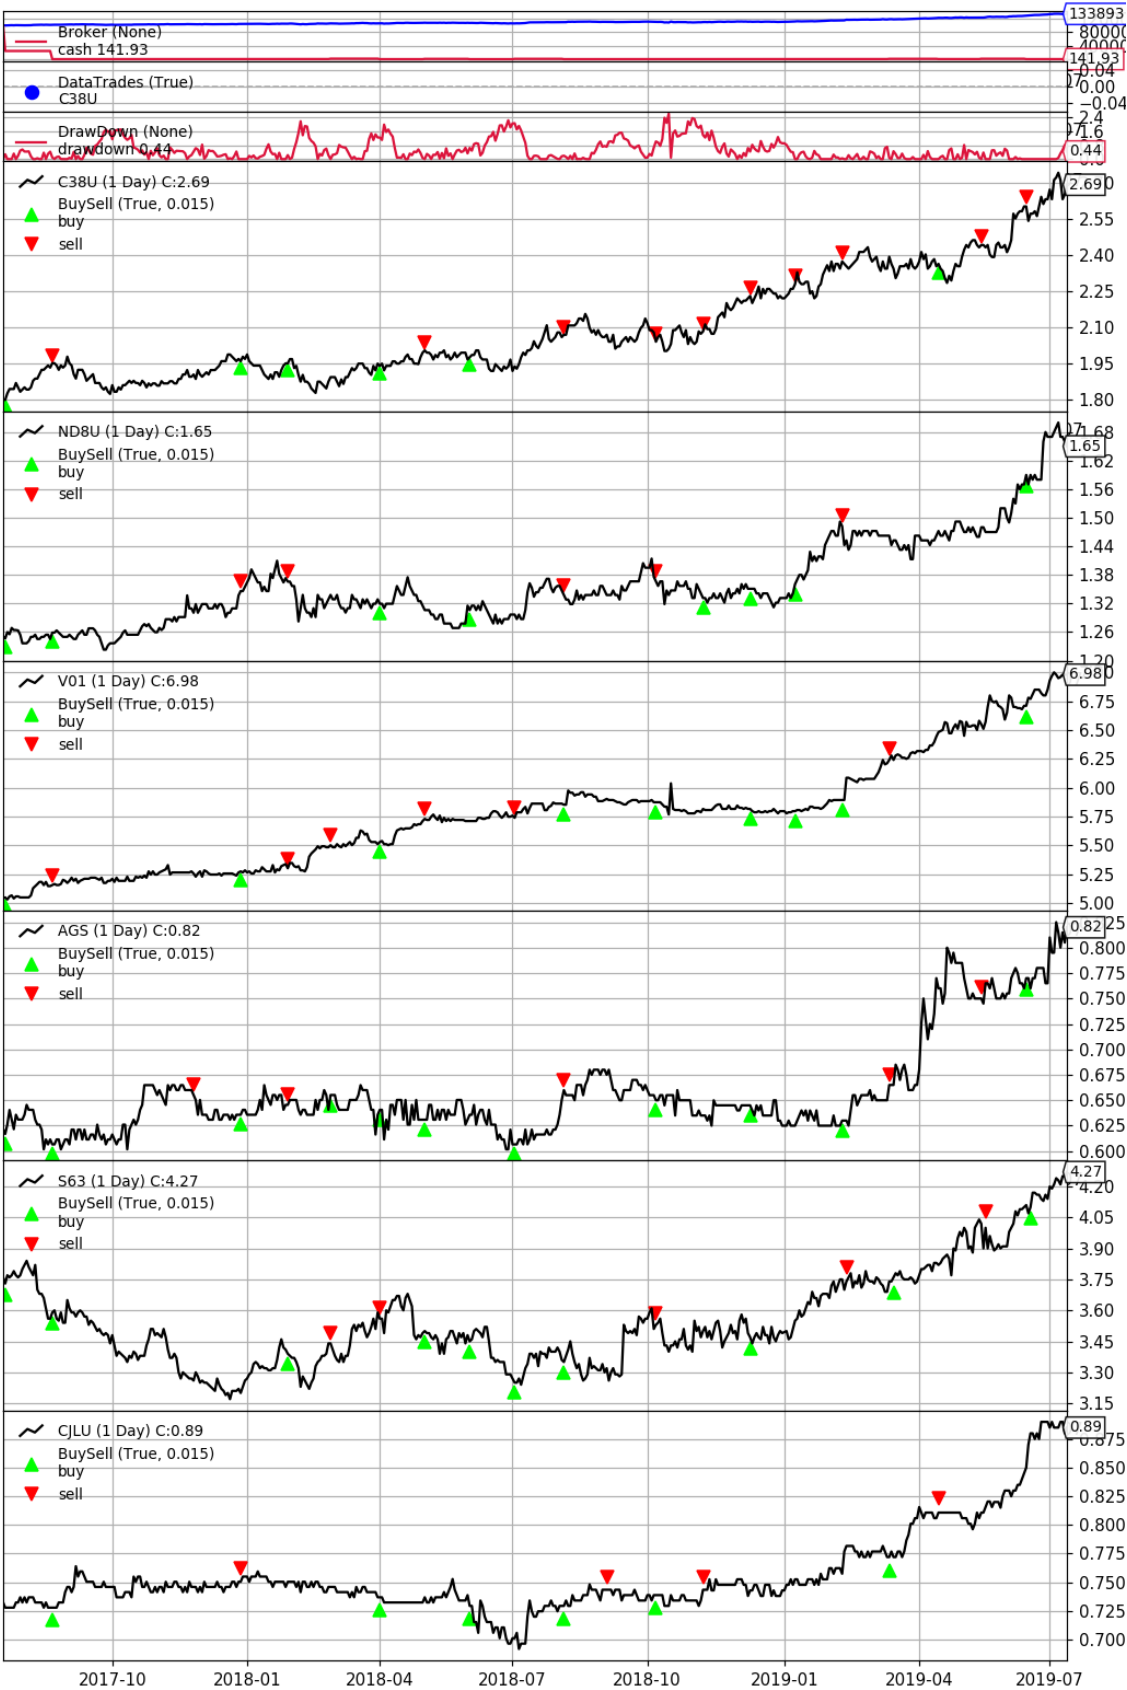 133893
Broker (None)
cash 141.93
80000
40000
141.93
DataTrades (True)
C38U
0.04
0.00
−0.04
DrawDown (None)
drawdown 0.44
2.4
1.6
0.44
C38U (1 Day) C:2.69
BuySell (True, 0.015)
buy
sell
2.69
2.55
2.40
2.25
2.10
1.95
1.80
ND8U (1 Day) C:1.65
BuySell (True, 0.015)
buy
sell
1.68
1.65
1.62
1.56
1.50
1.44
1.38
1.32
1.26
1.20
V01 (1 Day) C:6.98
BuySell (True, 0.015)
buy
sell
6.98
6.75
6.50
6.25
6.00
5.75
5.50
5.25
5.00
AGS (1 Day) C:0.82
BuySell (True, 0.015)
buy
sell
0.82
0.800
0.775
0.750
0.725
0.700
0.675
0.650
0.625
0.600
S63 (1 Day) C:4.27
BuySell (True, 0.015)
buy
sell
4.27
4.20
4.05
3.90
3.75
3.60
3.45
3.30
3.15
CJLU (1 Day) C:0.89
BuySell (True, 0.015)
buy
sell
0.89
0.875
0.850
0.825
0.800
0.775
0.750
0.725
0.700
2017-10 2018-01 2018-04 2018-07 2018-10 2019-01 2019-04 2019-07